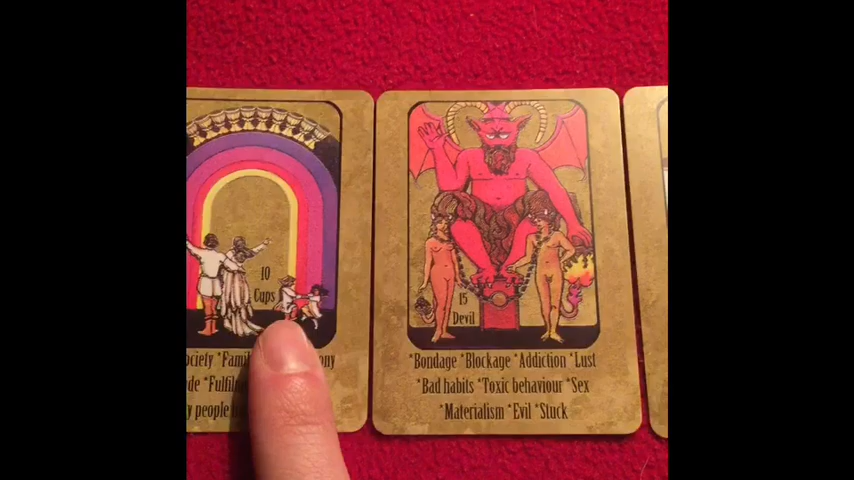 10
Cups
ociety *Famil ony
de *Fulfil
y people
15
Devil
*Bondage *Blockage *Addiction *Lust
*Bad habits *Toxic behaviour *Sex
*Materialism *Evil *Stuck